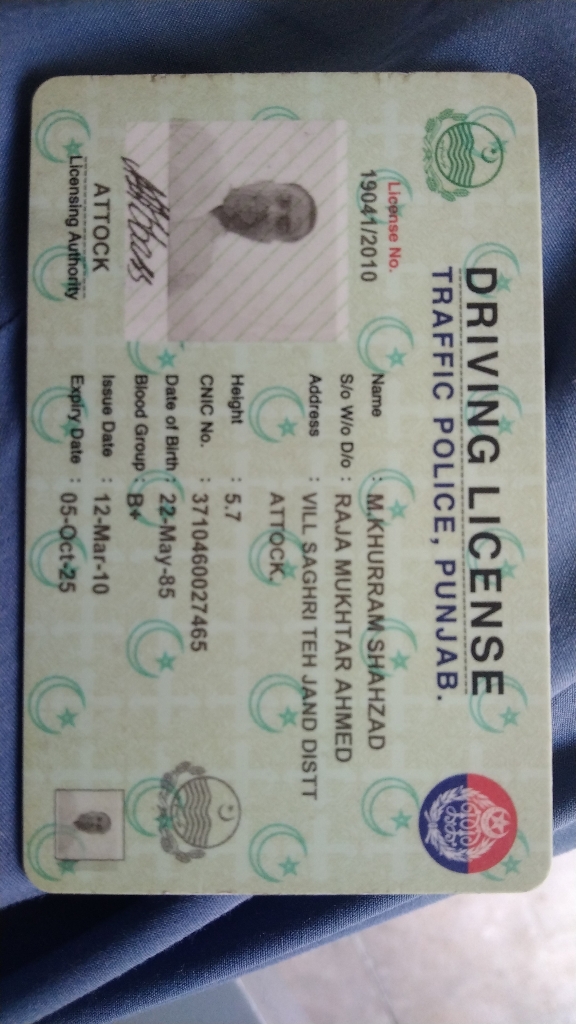 DRIVING LICENSE
TRAFFIC POLICE, PUNJAB.
License No.
19041/2010
Name : M.KHURRAM SHAHZAD
S/o W/o D/o : RAJA MUKHTAR AHMED
Address : VILL SAGHRI TEH JAND DISTT
ATTOCK.
Height : 5.7
CNIC No. : 3710460027465
Date of Birth : 22-May-85
Blood Group : B+
Issue Date : 12-Mar-10
Expiry Date : 05-Oct-25
ATTOCK
Licensing Authority